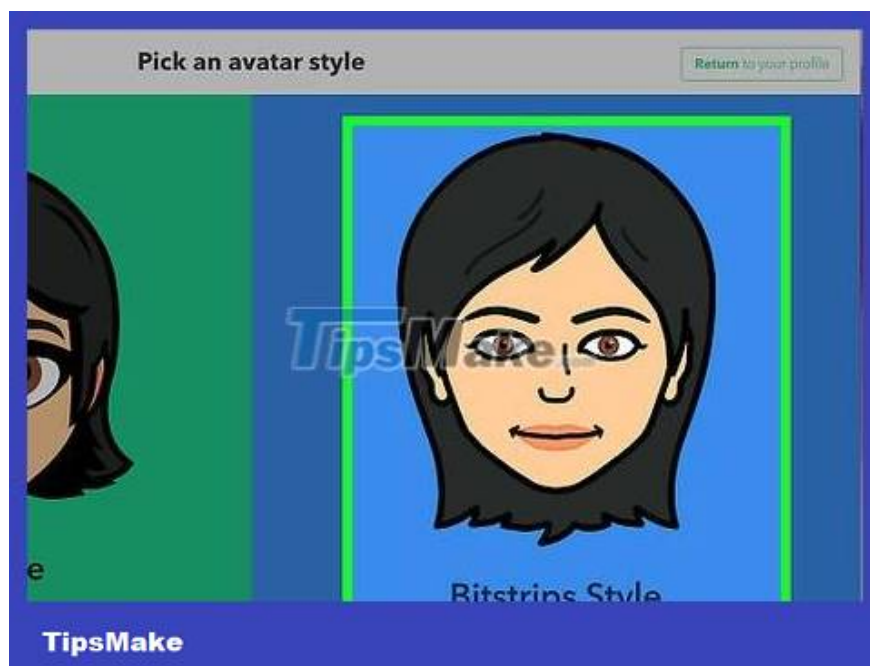 Pick an avatar style
Return to your profile
TipsMake
e
Bitstrips Style
TipsMake